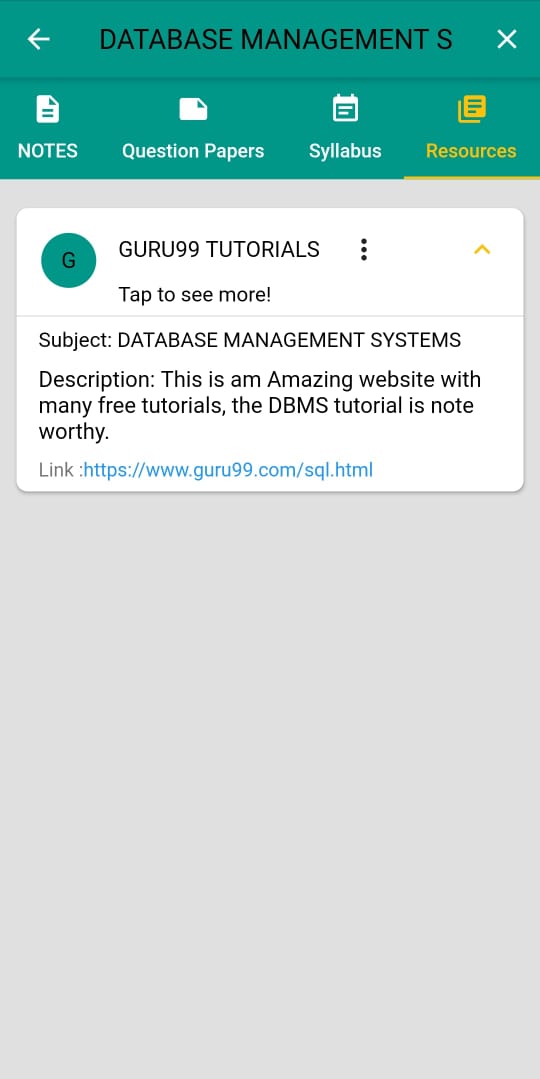 DATABASE MANAGEMENT S
NOTES
Question Papers
Syllabus
Resources
G
GURU99 TUTORIALS
Tap to see more!
Subject: DATABASE MANAGEMENT SYSTEMS
Description: This is am Amazing website with
many free tutorials, the DBMS tutorial is note
worthy.
Link :https://www.guru99.com/sql.html